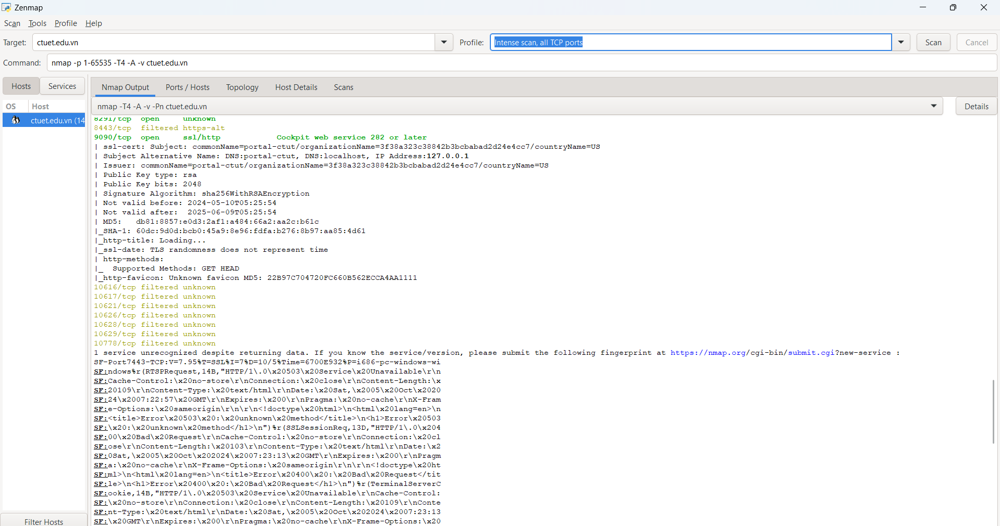 Zenmap
Scan Tools Profile Help
Target: ctuet.edu.vn Profile: Intense scan, all TCP ports Scan Cancel
Command: nmap -p 1-65535 -T4 -A -v ctuet.edu.vn
Hosts Services Nmap Output Ports / Hosts Topology Host Details Scans
OS Host nmap -T4 -A -v -Pn ctuet.edu.vn Details
ctuet.edu.vn (14
8291/tcp open unknown
8443/tcp filtered https-alt
9090/tcp open ssl/http Cockpit web service 282 or later
| ssl-cert: Subject: commonName=portal-ctut/organizationName=3f38a323c38842b3bcbabad2d24e4cc7/countryName=US
| Subject Alternative Name: DNS:portal-ctut, DNS:localhost, IP Address:127.0.0.1
| Issuer: commonName=portal-ctut/organizationName=3f38a323c38842b3bcbabad2d24e4cc7/countryName=US
| Public Key type: rsa
| Public Key bits: 2048
| Signature Algorithm: sha256WithRSAEncryption
| Not valid before: 2024-05-10T05:25:54
| Not valid after:  2025-06-09T05:25:54
| MD5:   db81:8857:e0d3:2af1:a484:66a2:aa2c:b61c
|_SHA-1: 60dc:9d0d:bcb0:45a9:8e96:fdfa:b276:8b97:aa85:4d61
|_http-title: Loading...
|_ssl-date: TLS randomness does not represent time
| http-methods:
|_  Supported Methods: GET HEAD
|_http-favicon: Unknown favicon MD5: 22B97C704720FC660B562ECCA4AA1111
10616/tcp filtered unknown
10617/tcp filtered unknown
10621/tcp filtered unknown
10626/tcp filtered unknown
10628/tcp filtered unknown
10629/tcp filtered unknown
10778/tcp filtered unknown
1 service unrecognized despite returning data. If you know the service/version, please submit the following fingerprint at https://nmap.org/cgi-bin/submit.cgi?new-service :
SF-Port7443-TCP:V=7.95%T=SSL%I=7%D=10/5%Time=6700E932%P=i686-pc-windows-wi
SF:ndows%r(RTSPRequest,14B,"HTTP/1\.0\x20503\x20Service\x20Unavailable\r\n
SF:Cache-Control:\x20no-store\r\nConnection:\x20close\r\nContent-Length:\x
SF:20109\r\nContent-Type:\x20text/html\r\nDate:\x20Sat,\x2005\x20Oct\x2020
SF:24\x2007:22:57\x20GMT\r\nExpires:\x200\r\nPragma:\x20no-cache\r\nX-Fram
SF:e-Options:\x20sameorigin\r\n\r\n<!doctype\x20html>\n<html\x20lang=en>\n
SF:<title>Error\x20503\x20:\x20unknown\x20method</title>\n<h1>Error\x20503
SF:\x20:\x20unknown\x20method</h1>\n")%r(SSLSessionReq,13D,"HTTP/1\.0\x204
SF:00\x20Bad\x20Request\r\nCache-Control:\x20no-store\r\nConnection:\x20cl
SF:ose\r\nContent-Length:\x20103\r\nContent-Type:\x20text/html\r\nDate:\x2
SF:0Sat,\x2005\x20Oct\x202024\x2007:23:13\x20GMT\r\nExpires:\x200\r\nPragm
SF:a:\x20no-cache\r\nX-Frame-Options:\x20sameorigin\r\n\r\n<!doctype\x20ht
SF:ml>\n<html\x20lang=en>\n<title>Error\x20400\x20:\x20Bad\x20Request</tit
SF:le>\n<h1>Error\x20400\x20:\x20Bad\x20Request</h1>\n")%r(TerminalServerC
SF:ookie,14B,"HTTP/1\.0\x20503\x20Service\x20Unavailable\r\nCache-Control:
SF:\x20no-store\r\nConnection:\x20close\r\nContent-Length:\x20109\r\nConte
SF:nt-Type:\x20text/html\r\nDate:\x20Sat,\x2005\x20Oct\x202024\x2007:23:13
SF:\x20GMT\r\nExpires:\x200\r\nPragma:\x20no-cache\r\nX-Frame-Options:\x20
Filter Hosts